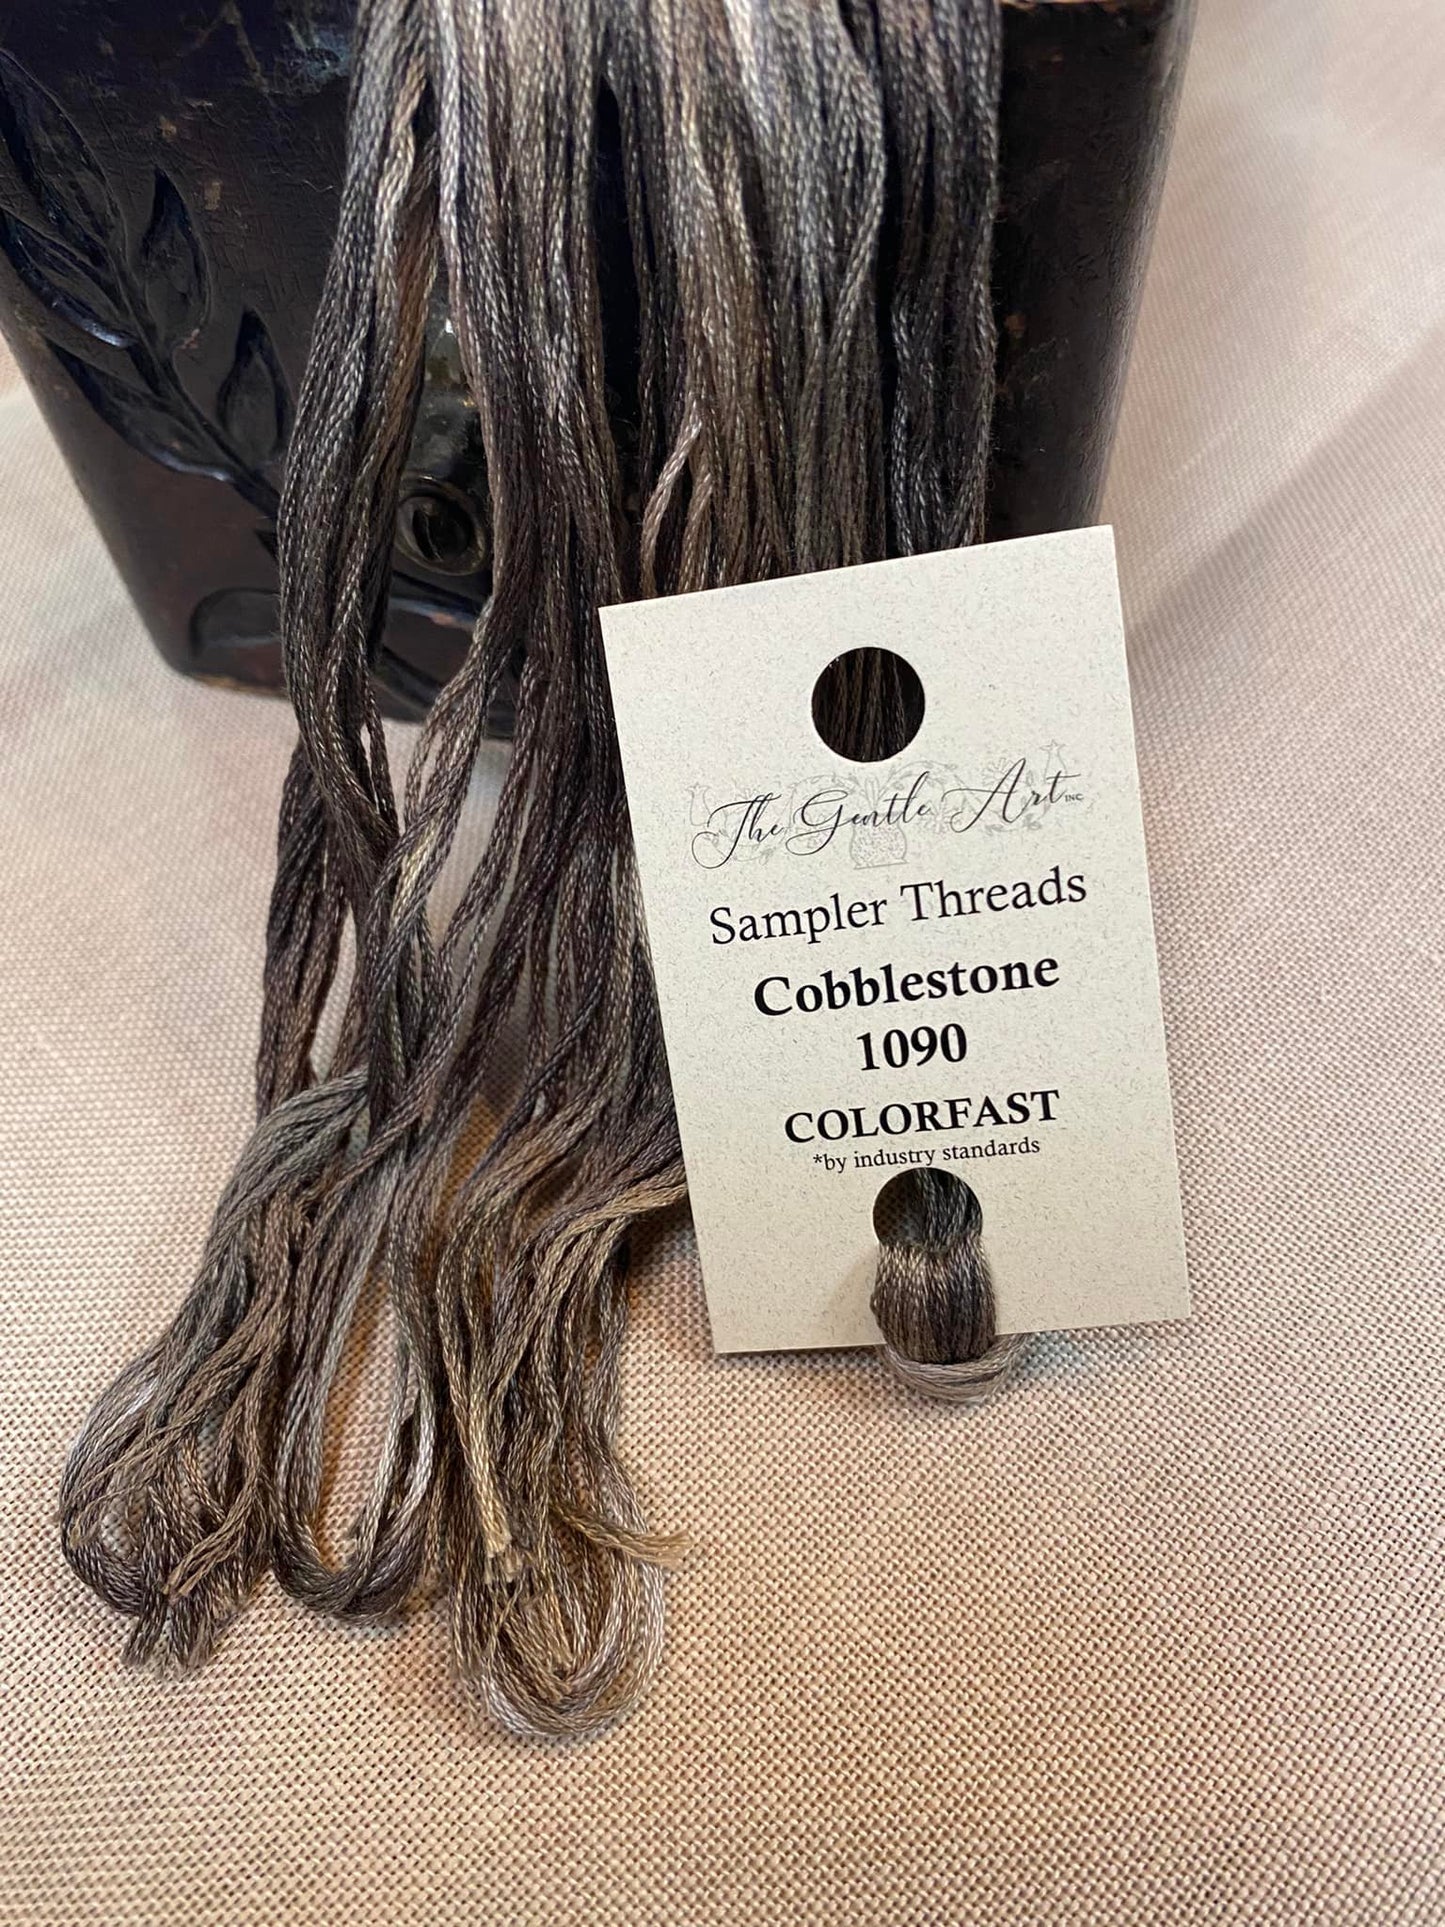 The Gentle Art INC
Sampler Threads
Cobblestone
1090
COLORFAST
*by industry standards